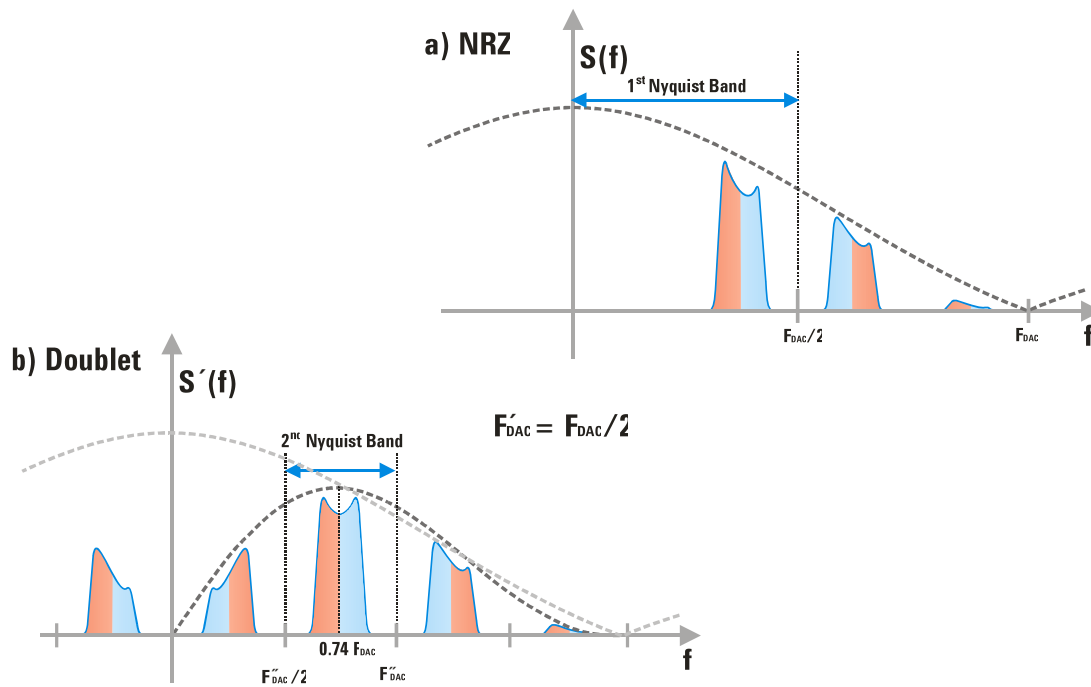 a) NRZ
S(f)
1st Nyquist Band
FDAC/2
FDAC
f
b) Doublet
S´(f)
2nd Nyquist Band
F´DAC = FDAC/2
0.74 FDAC
F¨DAC/2
F¨DAC
f